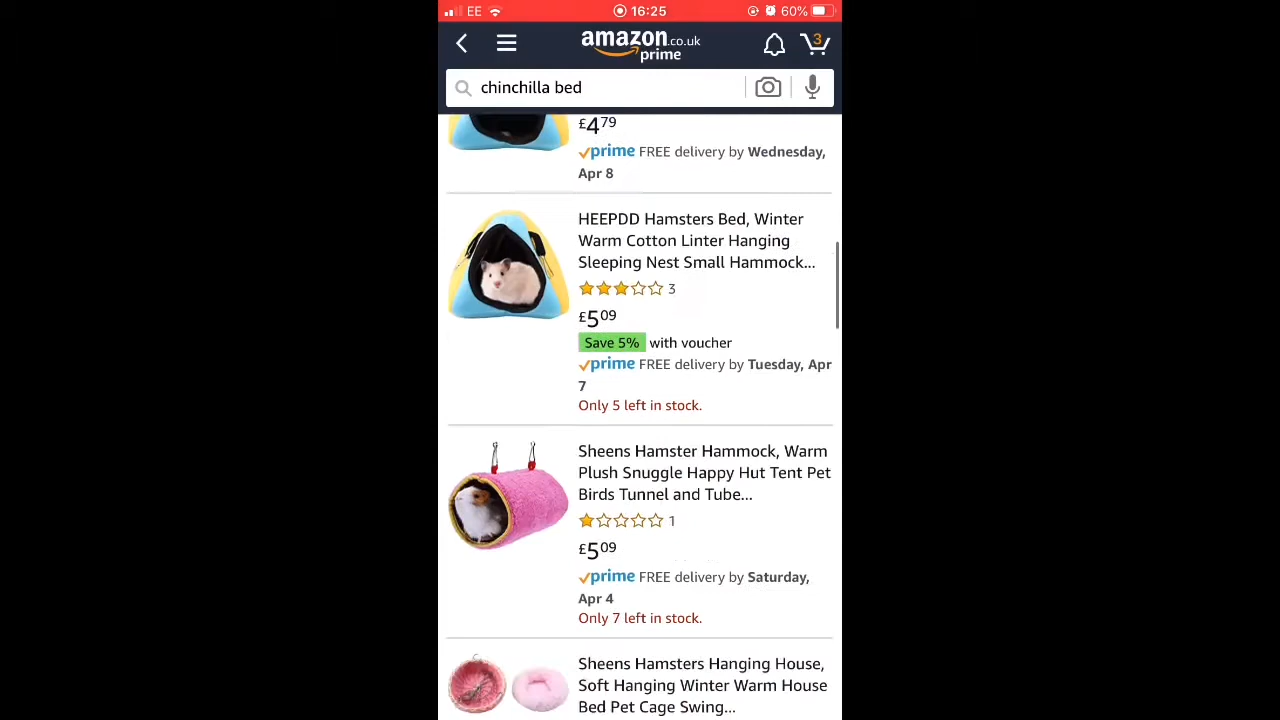 EE 16:25 60%
amazon.co.uk 3
prime
chinchilla bed
£4 79
prime FREE delivery by Wednesday,
Apr 8
HEEPDD Hamsters Bed, Winter
Warm Cotton Linter Hanging
Sleeping Nest Small Hammock...
3
£5 09
Save 5% with voucher
prime FREE delivery by Tuesday, Apr
7
Only 5 left in stock.
Sheens Hamster Hammock, Warm
Plush Snuggle Happy Hut Tent Pet
Birds Tunnel and Tube...
1
£5 09
prime FREE delivery by Saturday,
Apr 4
Only 7 left in stock.
Sheens Hamsters Hanging House,
Soft Hanging Winter Warm House
Bed Pet Cage Swing...